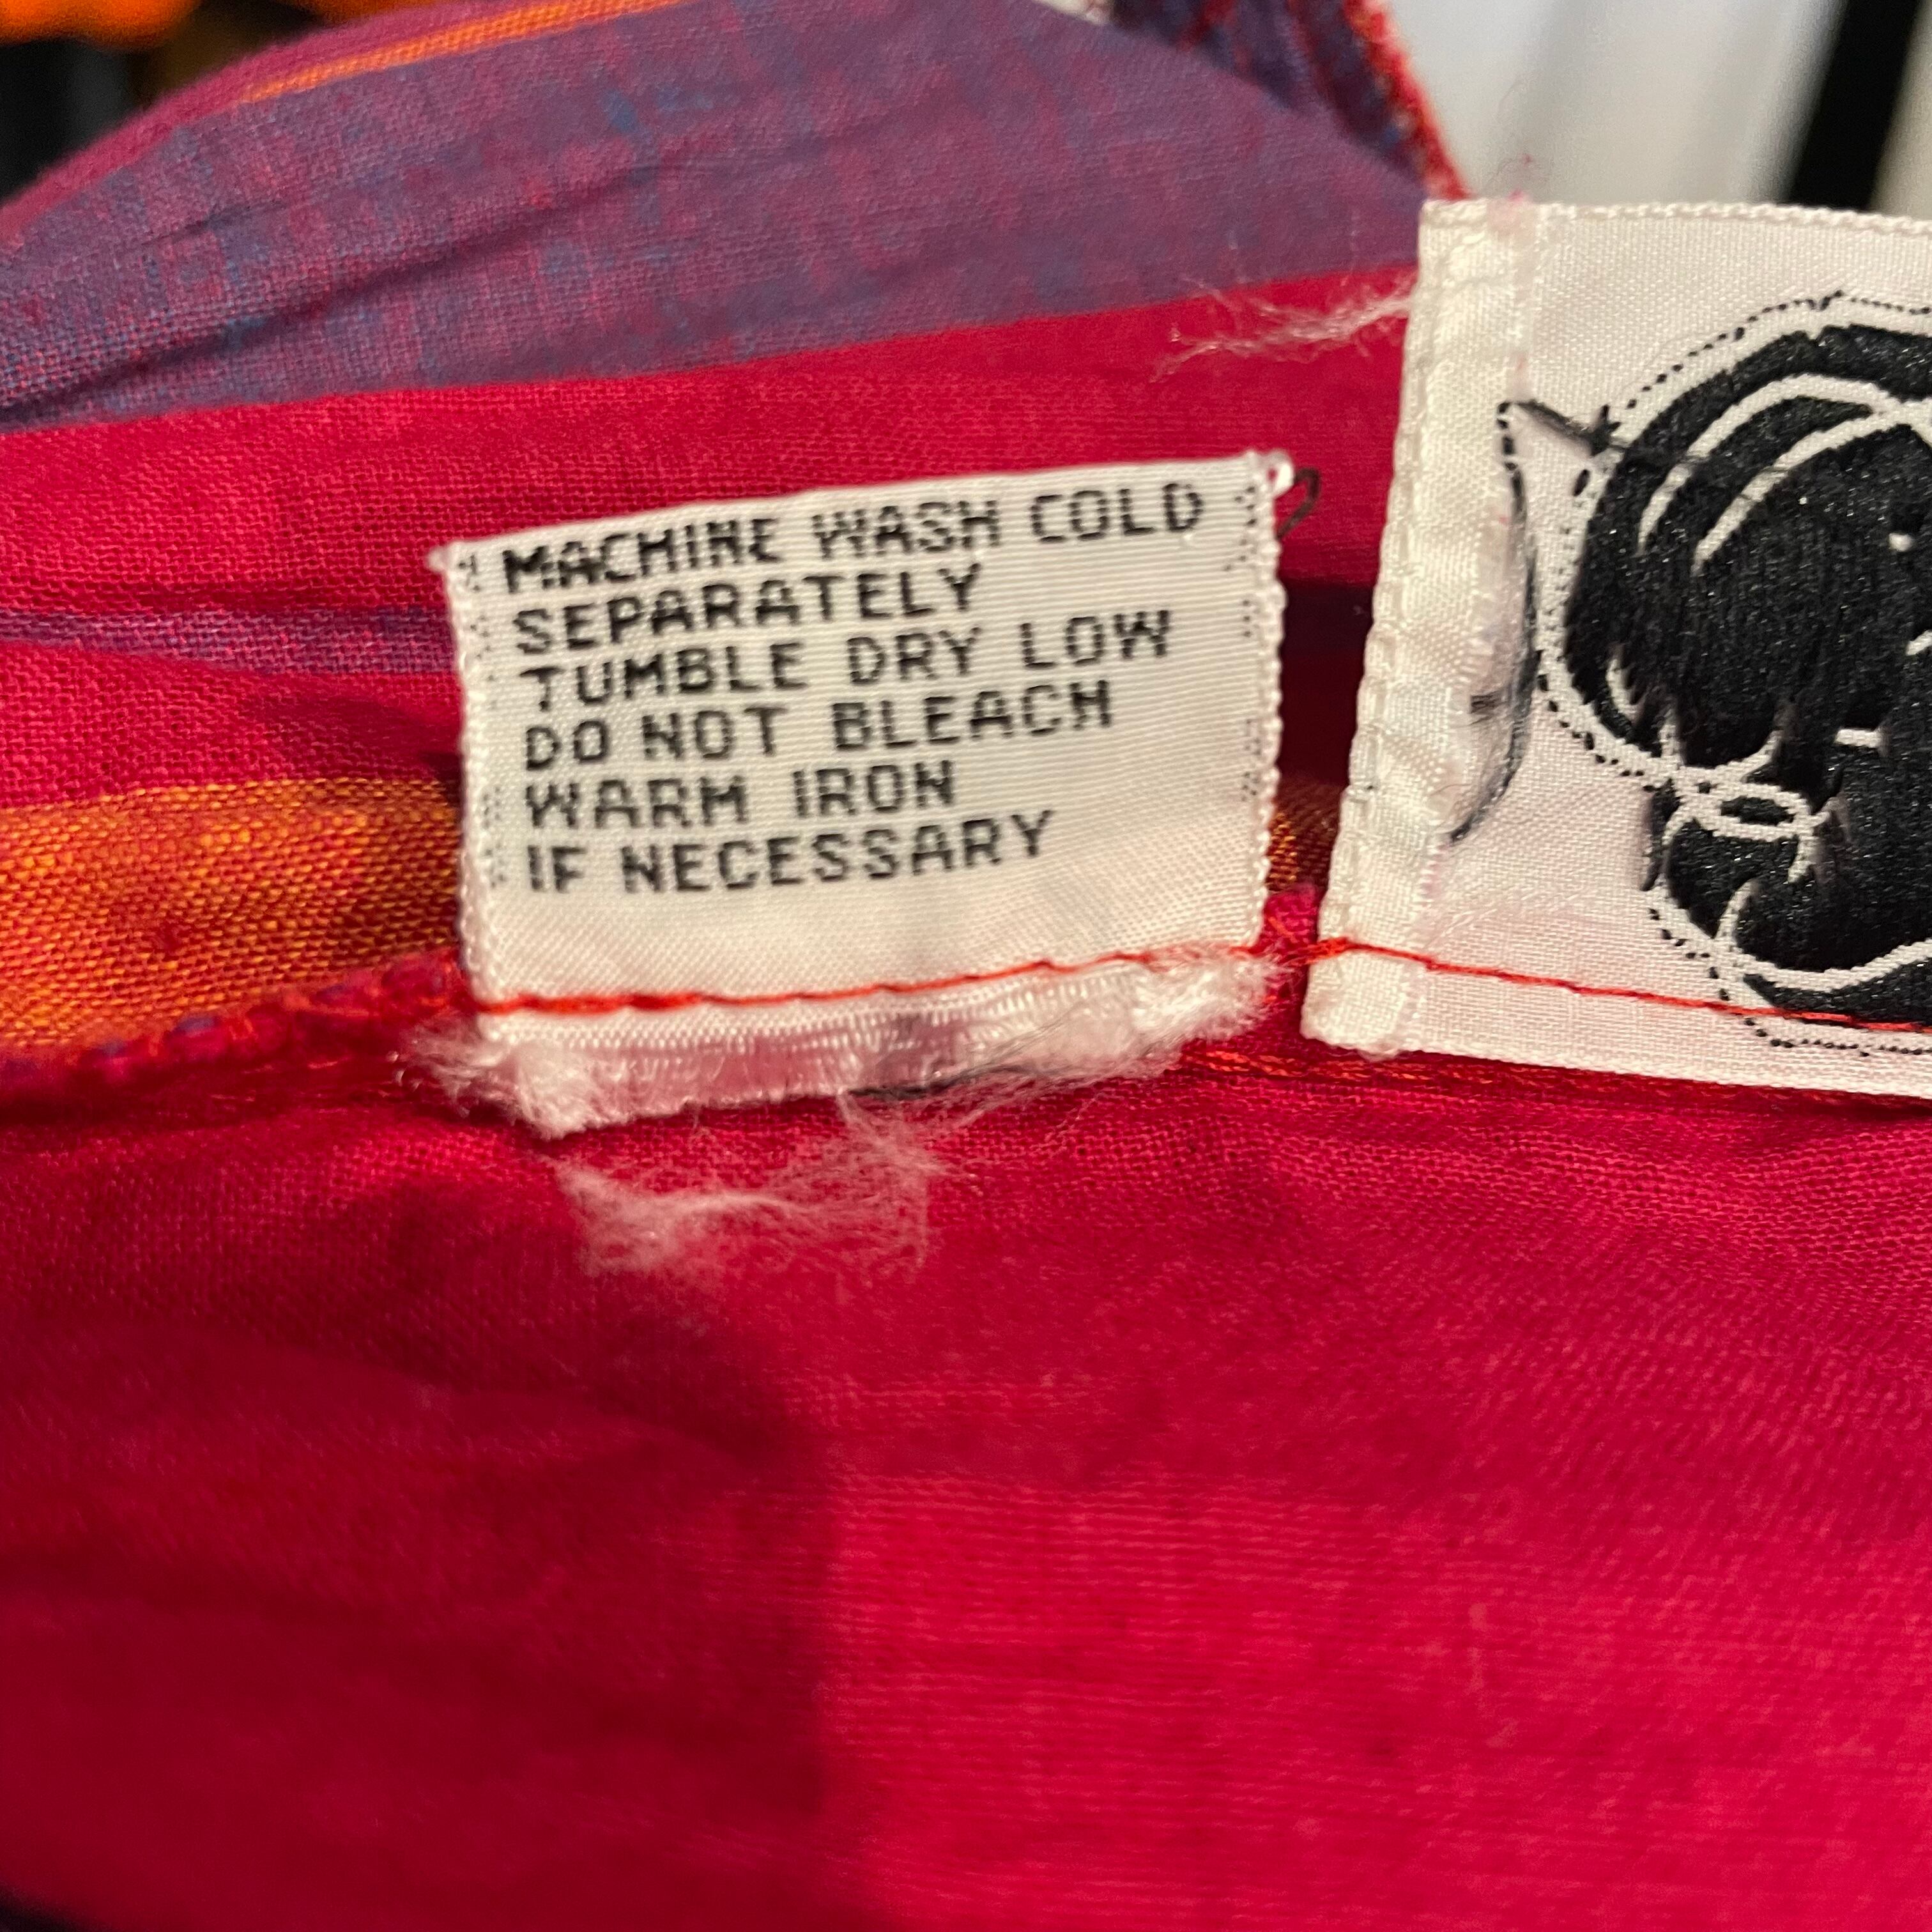 MACHINE WASH COLD
SEPARATELY
TUMBLE DRY LOW
DO NOT BLEACH
WARM IRON
IF NECESSARY